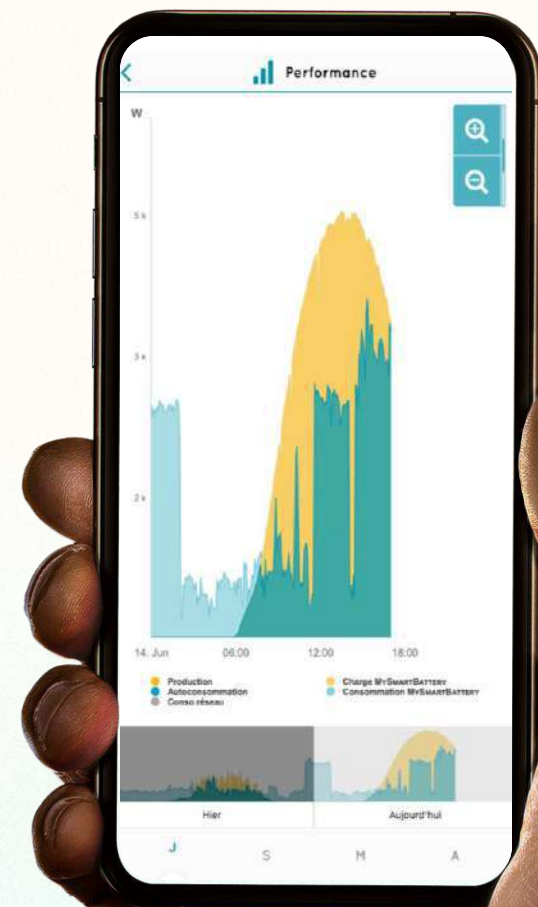 Performance
W
5 k
3 k
2 k
14. Jun 06:00 12:00 18:00
Production
Autoconsommation
Conso réseau
Charge MYSMARTBATTERY
Consommation MYSMARTBATTERY
Hier Aujourd'hui
J S M A